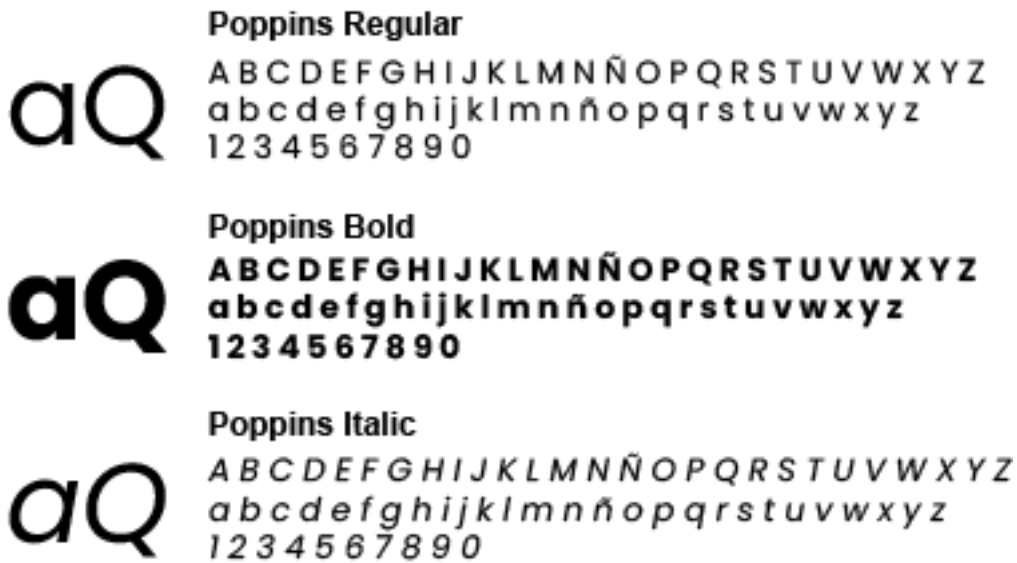 Poppins Regular
aQ
A B C D E F G H I J K L M N Ñ O P Q R S T U V W X Y Z
a b c d e f g h i j k l m n ñ o p q r s t u v w x y z
1 2 3 4 5 6 7 8 9 0
Poppins Bold
aQ
A B C D E F G H I J K L M N Ñ O P Q R S T U V W X Y Z
a b c d e f g h i j k l m n ñ o p q r s t u v w x y z
1 2 3 4 5 6 7 8 9 0
Poppins Italic
aQ
A B C D E F G H I J K L M N Ñ O P Q R S T U V W X Y Z
a b c d e f g h i j k l m n ñ o p q r s t u v w x y z
1 2 3 4 5 6 7 8 9 0